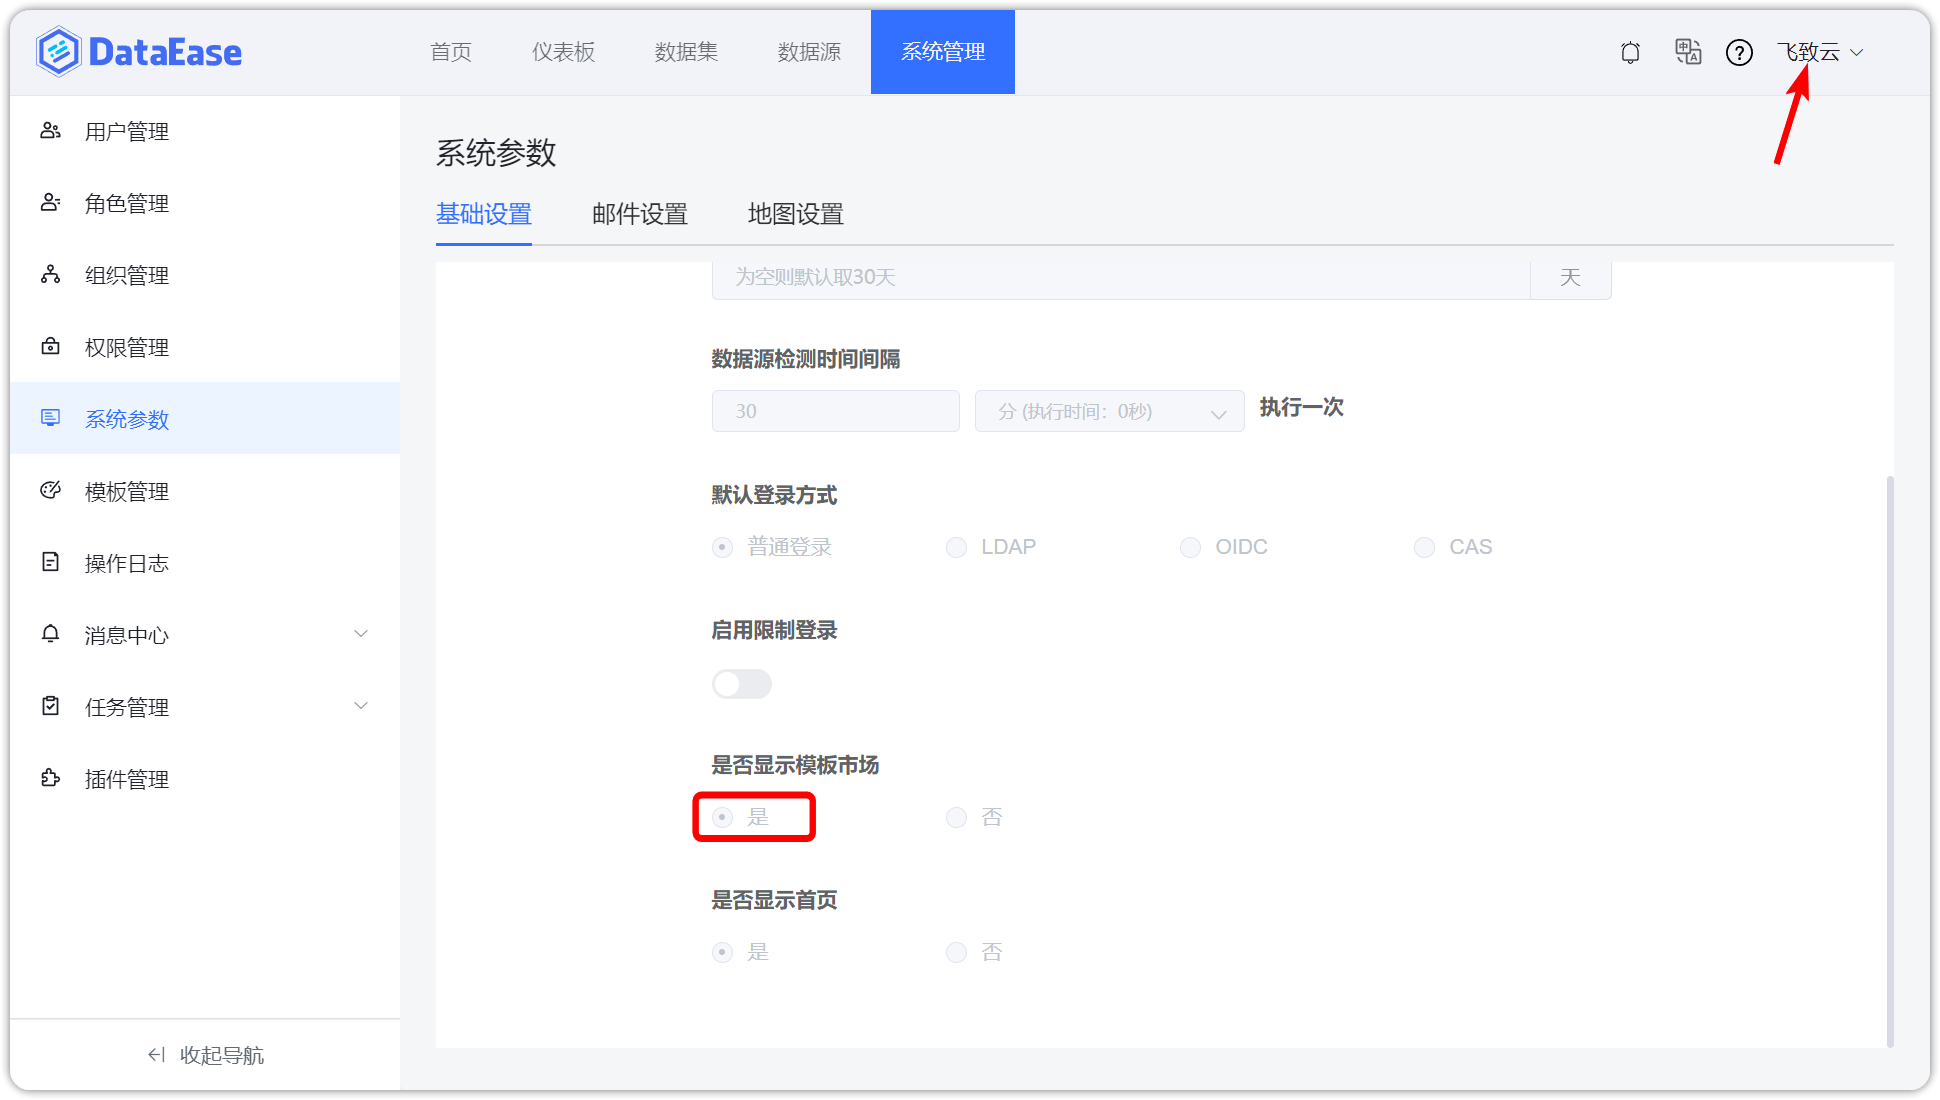 DataEase
首页 仪表板 数据集 数据源 系统管理
飞致云
用户管理
角色管理
组织管理
权限管理
系统参数
模板管理
操作日志
消息中心
任务管理
插件管理
收起导航
系统参数
基础设置 邮件设置 地图设置
为空则默认取30天 天
数据源检测时间间隔
30 分 (执行时间：0秒) 执行一次
默认登录方式
普通登录 LDAP OIDC CAS
启用限制登录
是否显示模板市场
是 否
是否显示首页
是 否